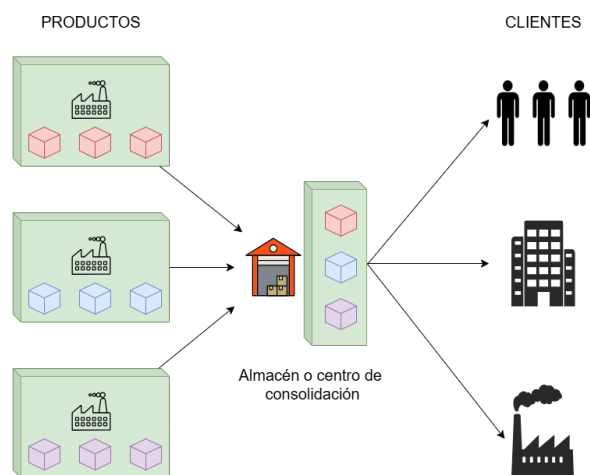 PRODUCTOS
CLIENTES
Almacén o centro de
consolidación